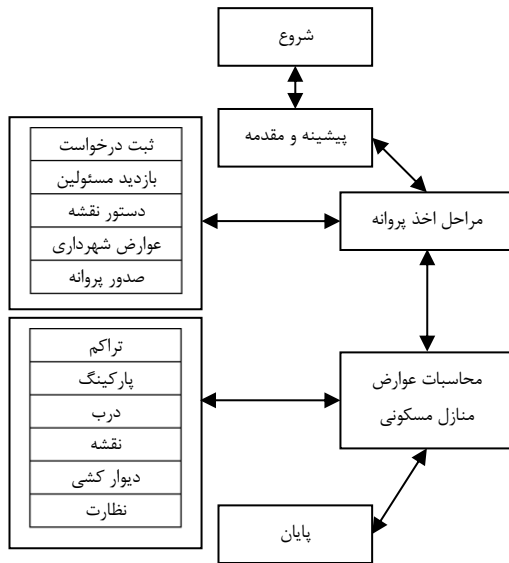 شروع
پیشینه و مقدمه
مراحل اخذ پروانه
ثبت درخواست
بازدید مسئولین
دستور نقشه
عوارض شهرداری
صدور پروانه
محاسبات عوارض
منازل مسکونی
تراکم
پارکینگ
درب
نقشه
دیوار کشی
نظارت
پایان